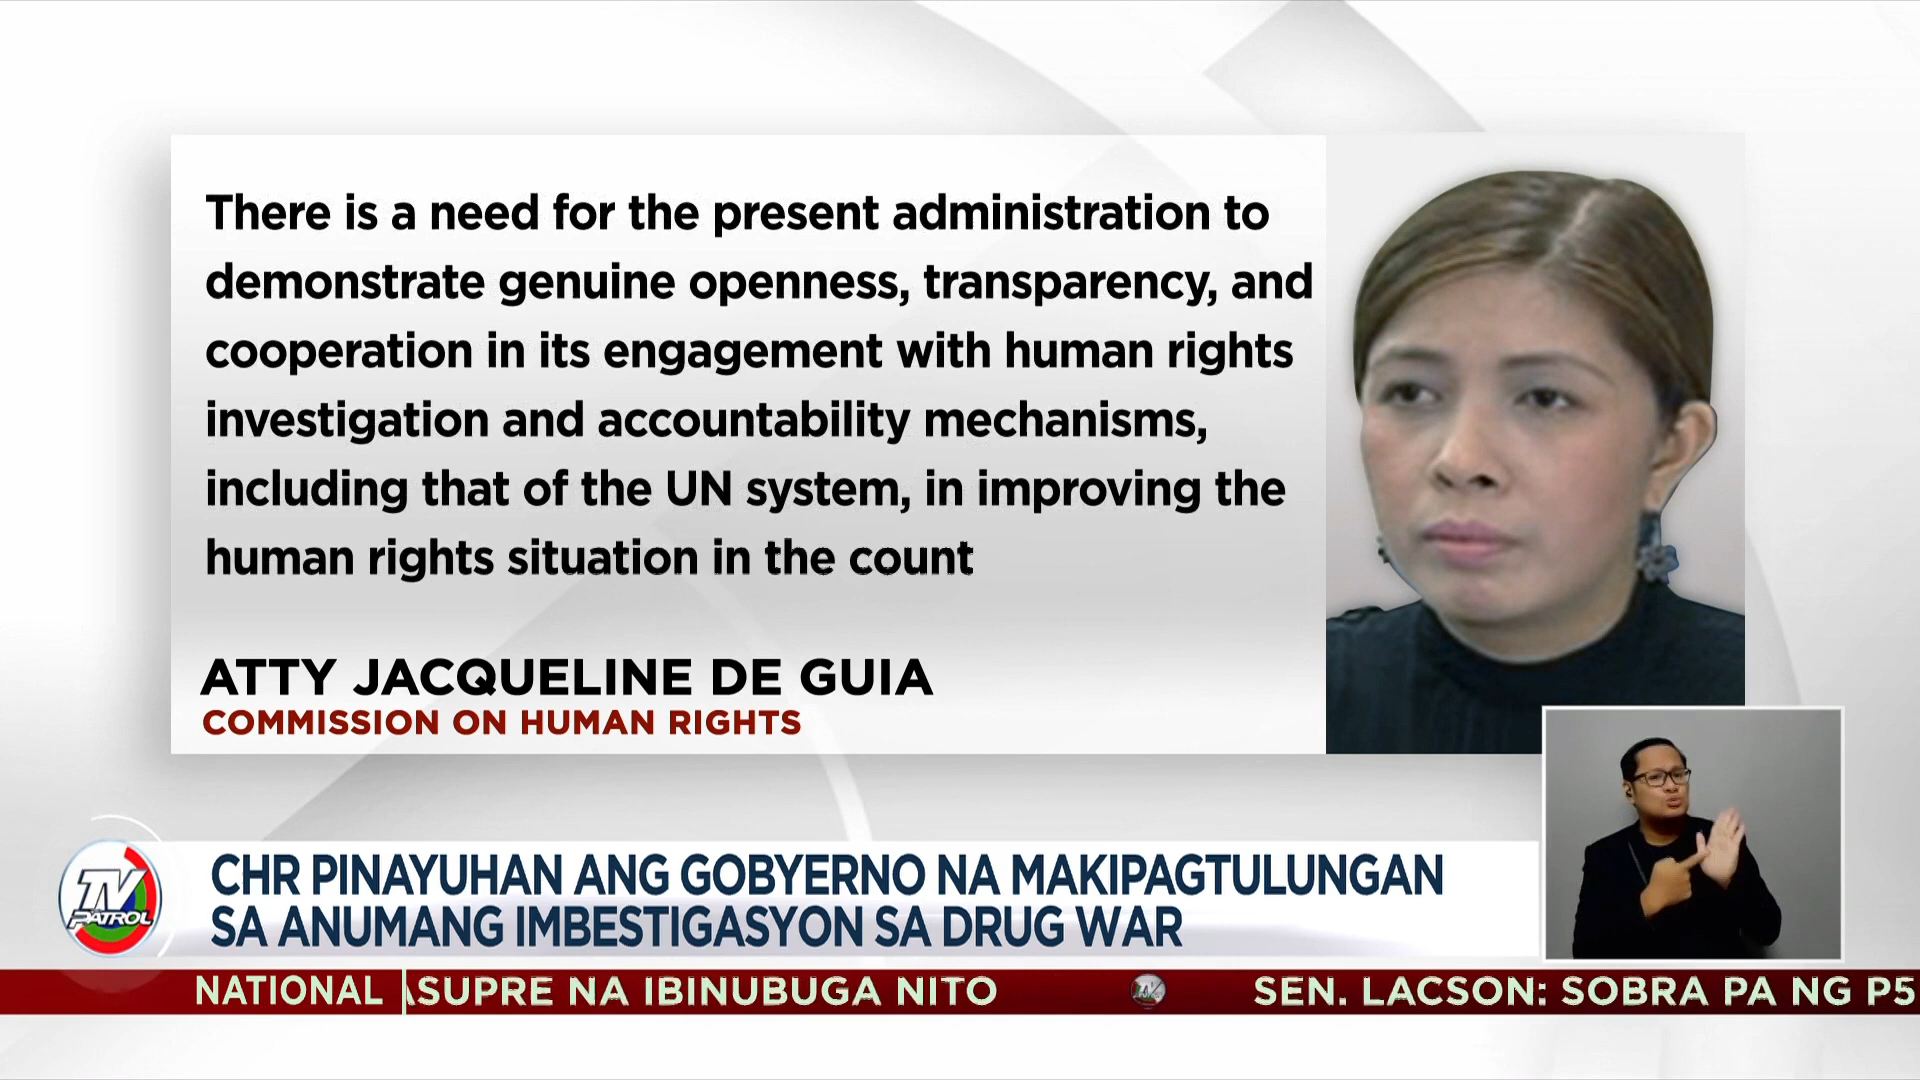 There is a need for the present administration to
demonstrate genuine openness, transparency, and
cooperation in its engagement with human rights
investigation and accountability mechanisms,
including that of the UN system, in improving the
human rights situation in the count
ATTY JACQUELINE DE GUIA
COMMISSION ON HUMAN RIGHTS
TV PATROL
CHR PINAYUHAN ANG GOBYERNO NA MAKIPAGTULUNGAN
SA ANUMANG IMBESTIGASYON SA DRUG WAR
NATIONAL ASUPRE NA IBINUBUGA NITO SEN. LACSON: SOBRA PA NG P5